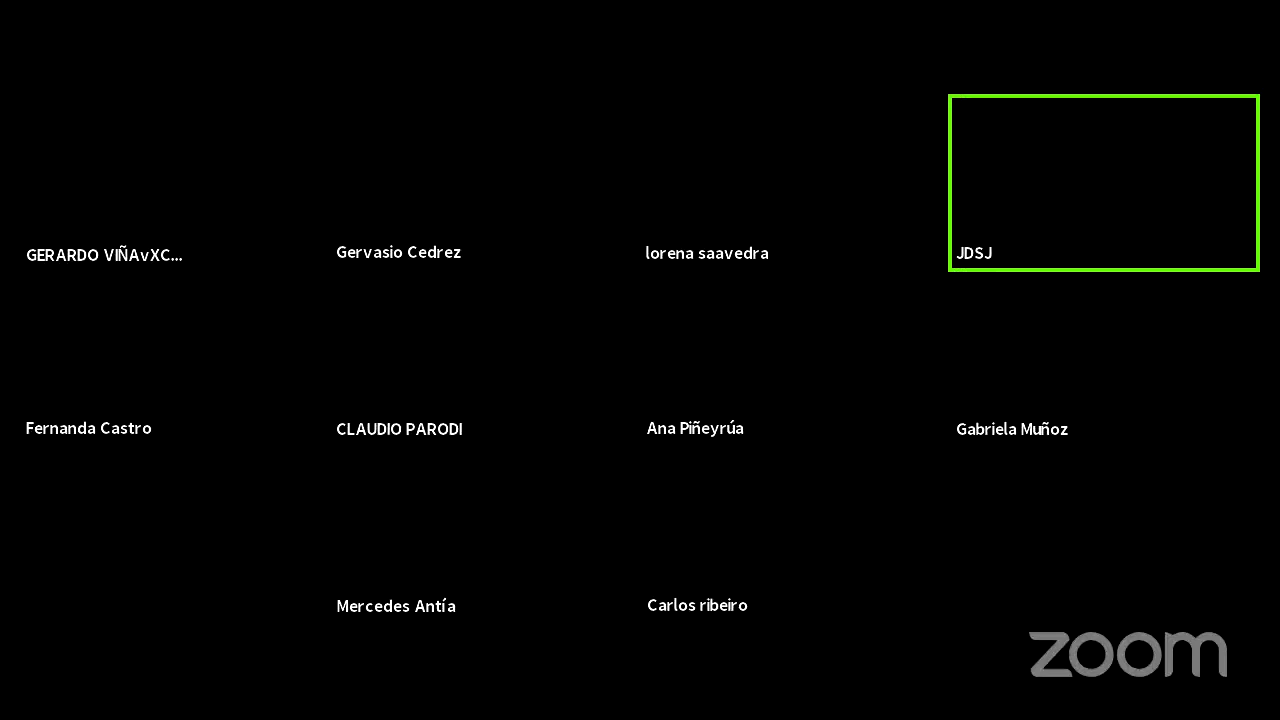 GERARDO VIÑAvXC...
Gervasio Cedrez
lorena saavedra
JDSJ
Fernanda Castro
CLAUDIO PARODI
Ana Piñeyrúa
Gabriela Muñoz
Mercedes Antía
Carlos ribeiro
zoom